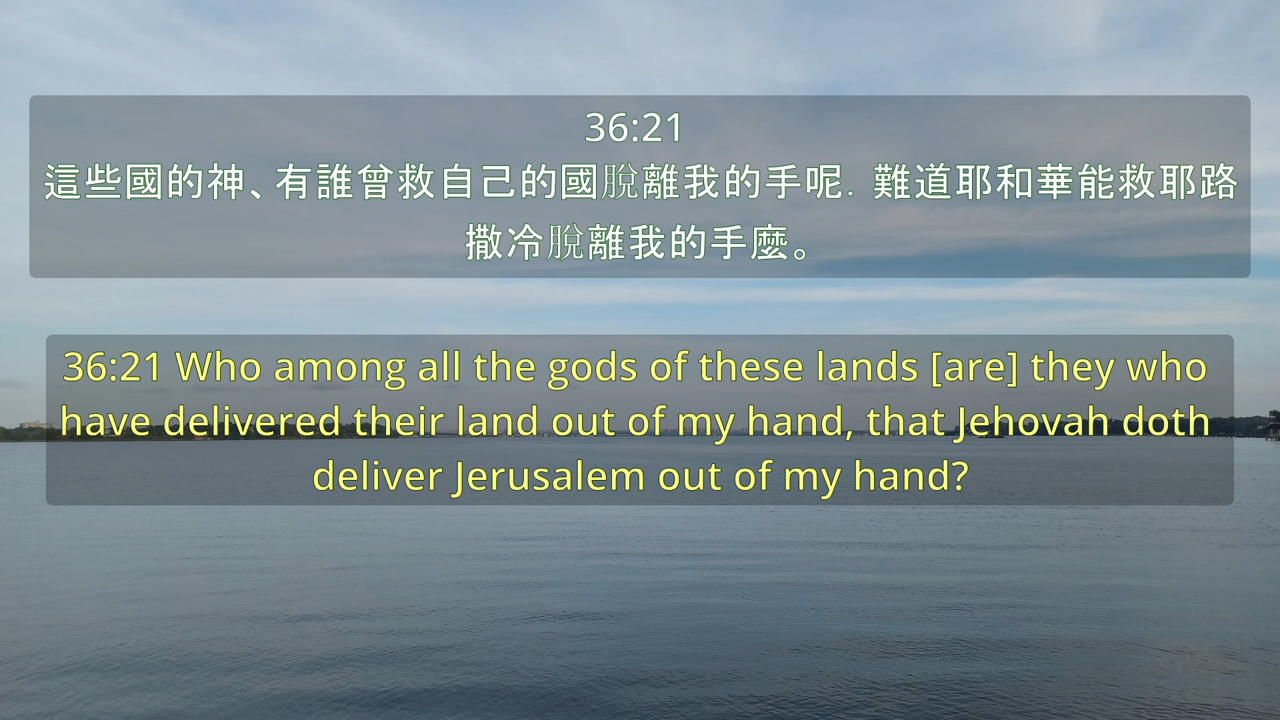 36:21
這些國的神、有誰曾救自己的國脫離我的手呢. 難道耶和華能救耶路
撒冷脫離我的手麼。
36:21 Who among all the gods of these lands [are] they who
have delivered their land out of my hand, that Jehovah doth
deliver Jerusalem out of my hand?